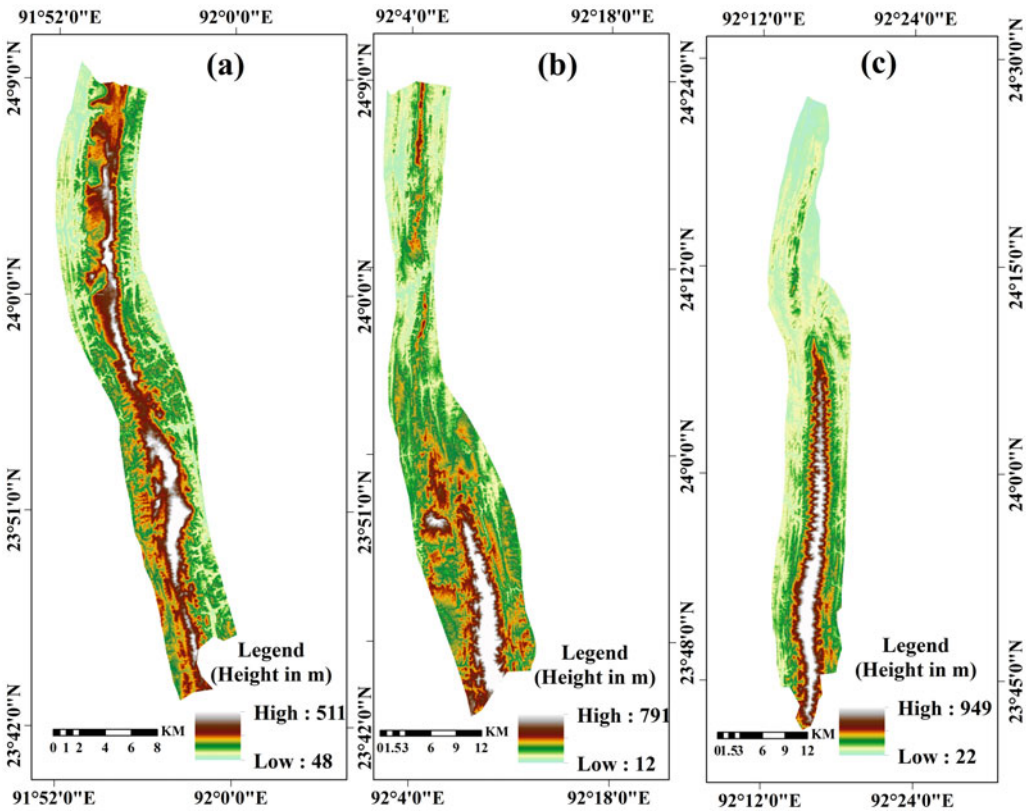 91°52'0"E 92°0'0"E
(a)
24°9'0"N
24°0'0"N
23°51'0"N
23°42'0"N
Legend
(Height in m)
High : 511
Low : 48
0 1 2 4 6 8 KM
91°52'0"E 92°0'0"E
92°4'0"E 92°18'0"E
(b)
24°9'0"N
24°0'0"N
23°51'0"N
23°42'0"N
Legend
(Height in m)
High : 791
Low : 12
01.53 6 9 12 KM
92°4'0"E 92°18'0"E
92°12'0"E 92°24'0"E
(c)
24°24'0"N
24°12'0"N
24°0'0"N
23°48'0"N
24°30'0"N
24°15'0"N
24°0'0"N
23°45'0"N
Legend
(Height in m)
High : 949
Low : 22
01.53 6 9 12 KM
92°12'0"E 92°24'0"E